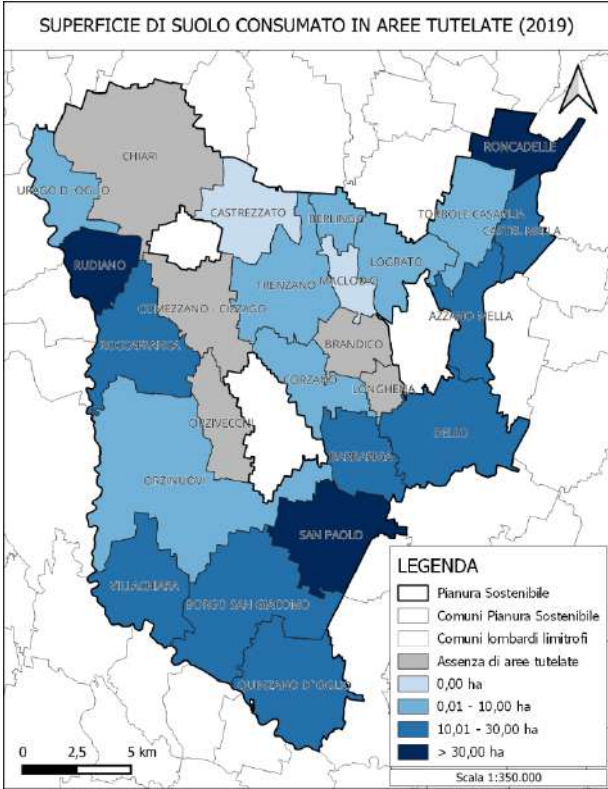 SUPERFICIE DI SUOLO CONSUMATO IN AREE TUTELATE (2019)
RONCADELLE
CHIARI
URAGO D'OGLIO
CASTREZZATO
BERLINGO
TORBOLE CASAGLIA
CASTEL MELLA
RUDIANO
LOGRATO
TRENZANO
MACLODIO
COMEZZANO - CIZZAGO
AZZANO MELLA
ROCCAFRANCA
BRANDICO
CORZANO
LONGHENA
ORZIVECCHI
DELLO
BARBARIGA
ORZINUOVI
SAN PAOLO
VILLACHIARA
BORGO SAN GIACOMO
QUINZANO D'OGLIO
LEGENDA
Pianura Sostenibile
Comuni Pianura Sostenibile
Comuni lombardi limitrofi
Assenza di aree tutelate
0,00 ha
0,01 - 10,00 ha
10,01 - 30,00 ha
> 30,00 ha
0 2,5 5 km
Scala 1:350.000